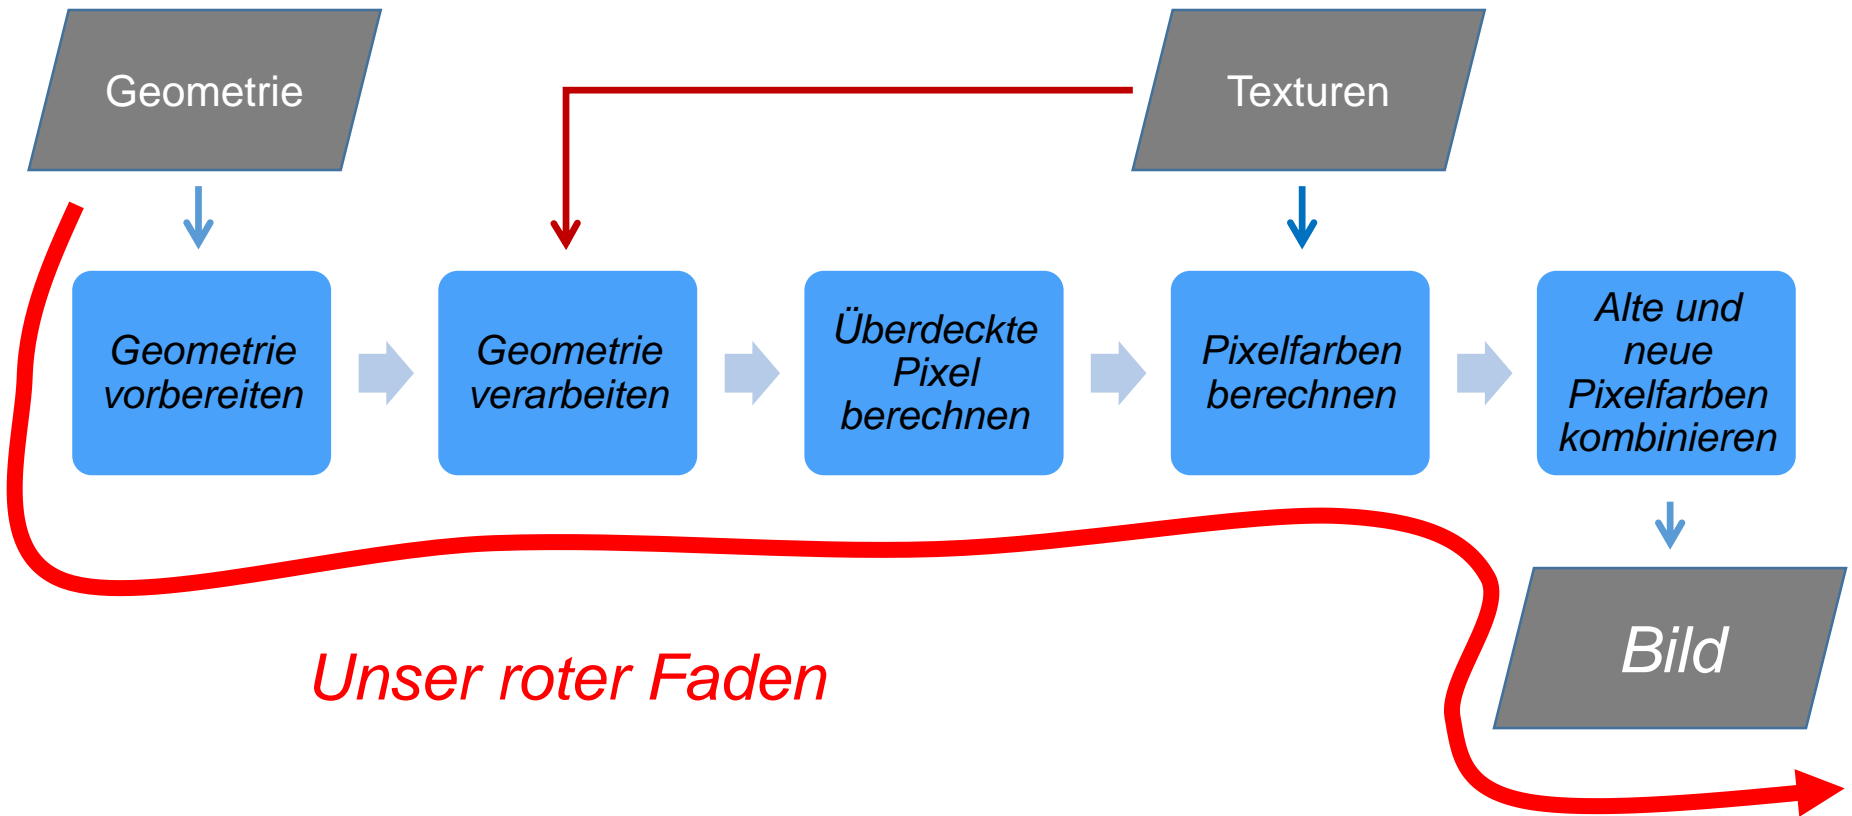 Geometrie
Texturen
Geometrie
vorbereiten
Geometrie
verarbeiten
Überdeckte
Pixel
berechnen
Pixelfarben
berechnen
Alte und
neue
Pixelfarben
kombinieren
Bild
Unser roter Faden